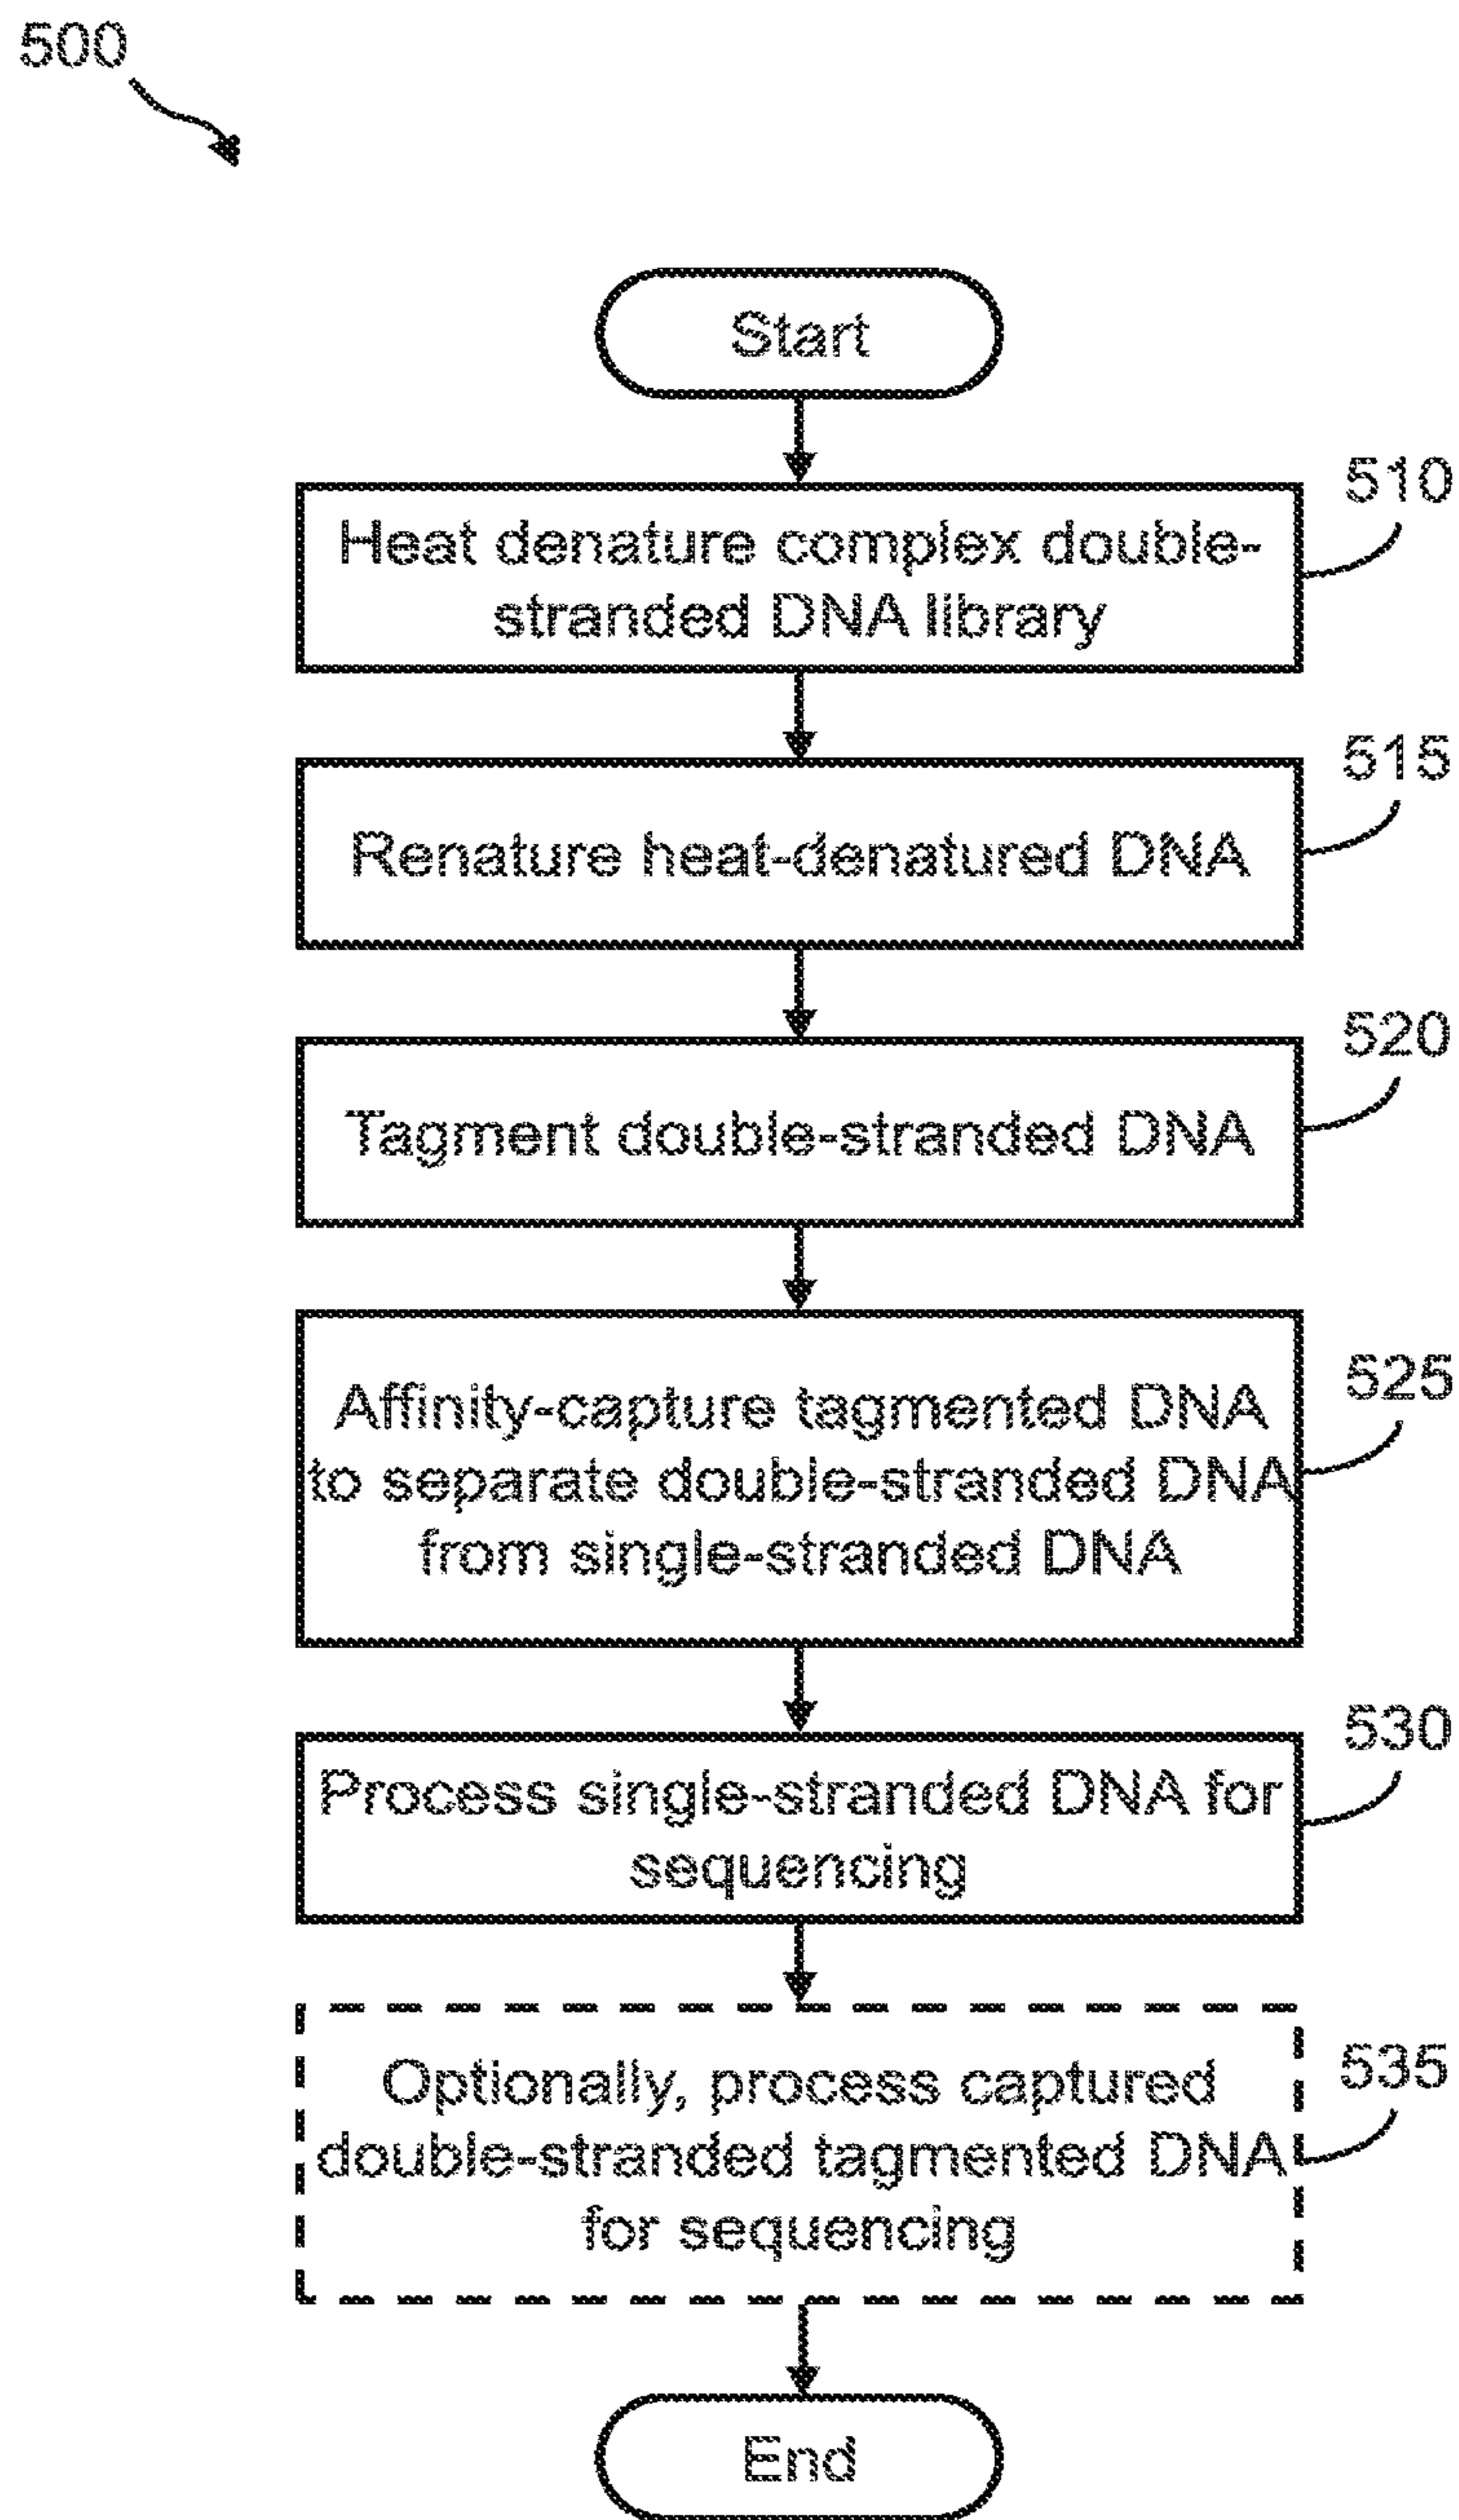 500
Start
510
Heat denature complex double-
stranded DNA library
515
Renature heat-denatured DNA
520
Tagment double-stranded DNA
525
Affinity-capture tagmented DNA
to separate double-stranded DNA
from single-stranded DNA
530
Process single-stranded DNA for
sequencing
535
Optionally, process captured
double-stranded tagmented DNA
for sequencing
End